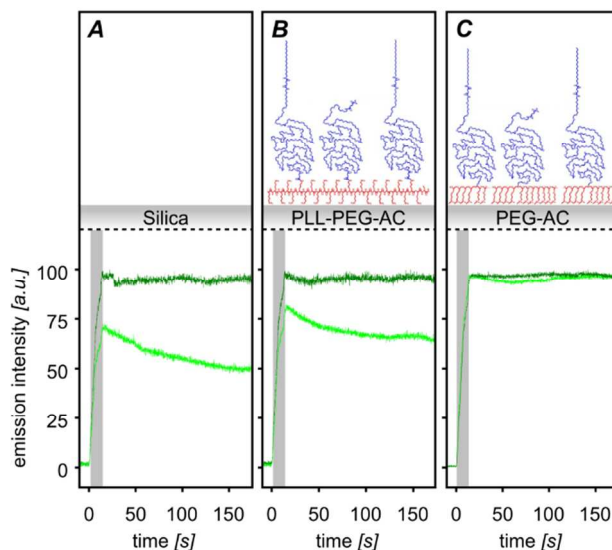 A B C
Silica PLL-PEG-AC PEG-AC
emission intensity [a.u.]
100
75
50
25
0
0 50 100 150 0 50 100 150 0 50 100 150
time [s] time [s] time [s]